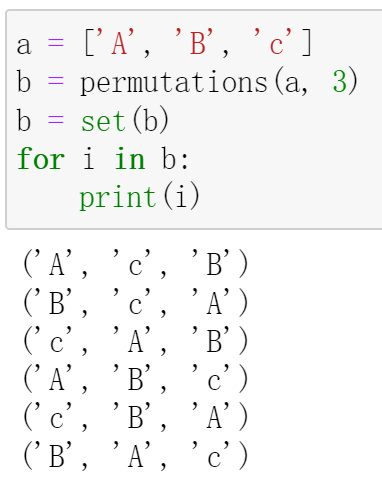 a = ['A', 'B', 'c']
b = permutations(a, 3)
b = set(b)
for i in b:
    print(i)
('A', 'c', 'B')
('B', 'c', 'A')
('c', 'A', 'B')
('A', 'B', 'c')
('c', 'B', 'A')
('B', 'A', 'c')